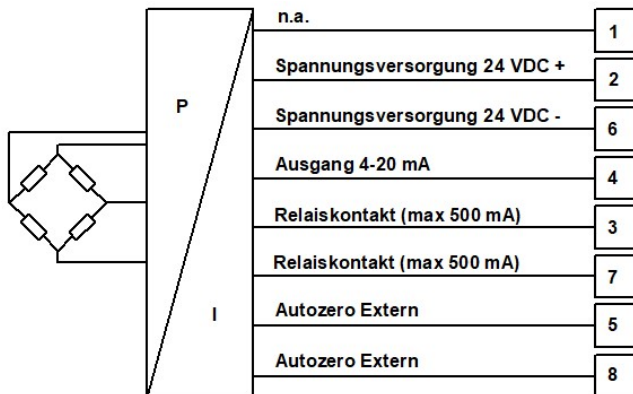 n.a. 1
Spannungsversorgung 24 VDC + 2
P
Spannungsversorgung 24 VDC - 6
Ausgang 4-20 mA 4
Relaiskontakt (max 500 mA) 3
Relaiskontakt (max 500 mA) 7
I
Autozero Extern 5
Autozero Extern 8